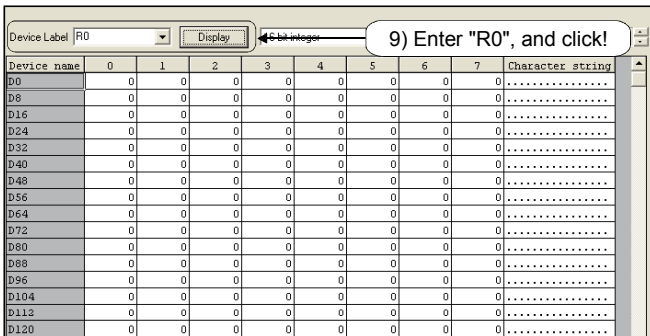 Device Label R0 Display 16 bit integer 9) Enter "R0", and click!
Device name 0 1 2 3 4 5 6 7 Character string
D0 0 0 0 0 0 0 0 0 ................
D8 0 0 0 0 0 0 0 0 ................
D16 0 0 0 0 0 0 0 0 ................
D24 0 0 0 0 0 0 0 0 ................
D32 0 0 0 0 0 0 0 0 ................
D40 0 0 0 0 0 0 0 0 ................
D48 0 0 0 0 0 0 0 0 ................
D56 0 0 0 0 0 0 0 0 ................
D64 0 0 0 0 0 0 0 0 ................
D72 0 0 0 0 0 0 0 0 ................
D80 0 0 0 0 0 0 0 0 ................
D88 0 0 0 0 0 0 0 0 ................
D96 0 0 0 0 0 0 0 0 ................
D104 0 0 0 0 0 0 0 0 ................
D112 0 0 0 0 0 0 0 0 ................
D120 0 0 0 0 0 0 0 0 ................